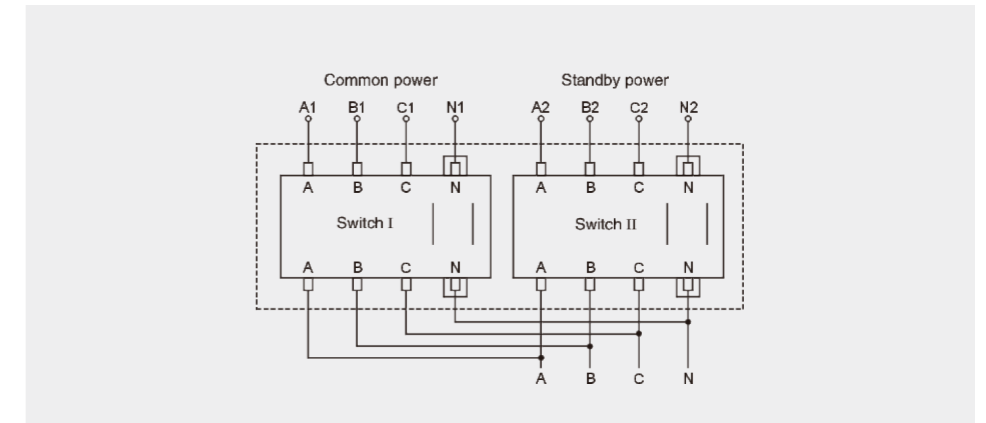 Common power Standby power
A1 B1 C1 N1 A2 B2 C2 N2
A B C N A B C N
Switch I Switch II
A B C N A B C N
A B C N